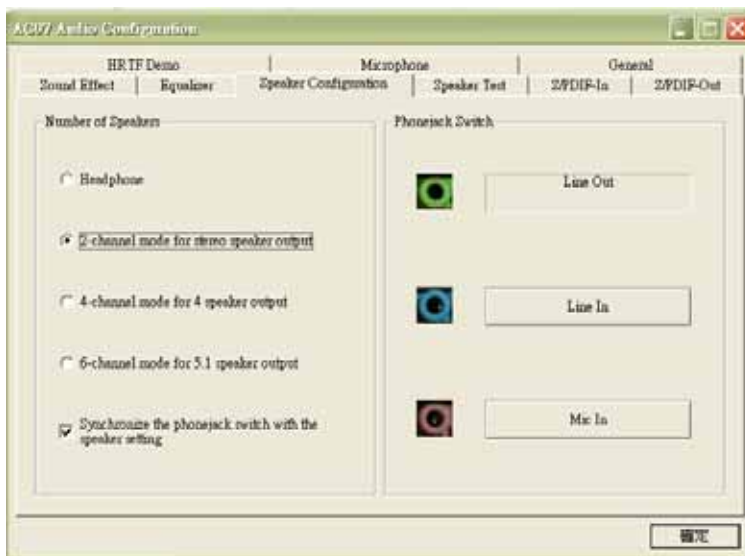 AC97 Audio Configuration
HRTF Demo Microphone General
Sound Effect Equalizer Speaker Configuration Speaker Test S/PDIF-In S/PDIF-Out
Number of Speakers
Headphone
2-channel mode for stereo speaker output
4-channel mode for 4 speaker output
6-channel mode for 5.1 speaker output
Synchronize the phonejack switch with the
speaker setting
Phonejack Switch
Line Out
Line In
Mic In
確定